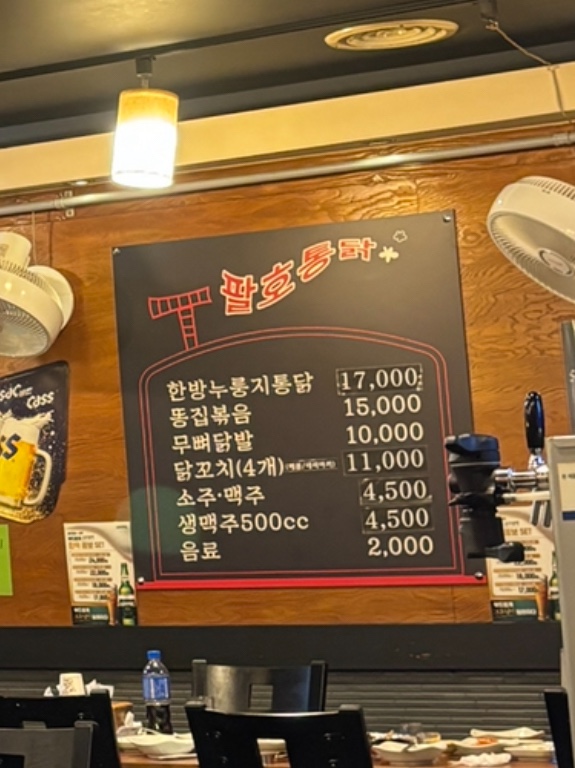 팔호통닭
한방누룽지통닭 17,000
똥집볶음 15,000
무뼈닭발 10,000
닭꼬치(4개) 11,000
소주·맥주 4,500
생맥주500cc 4,500
음료 2,000
Cass